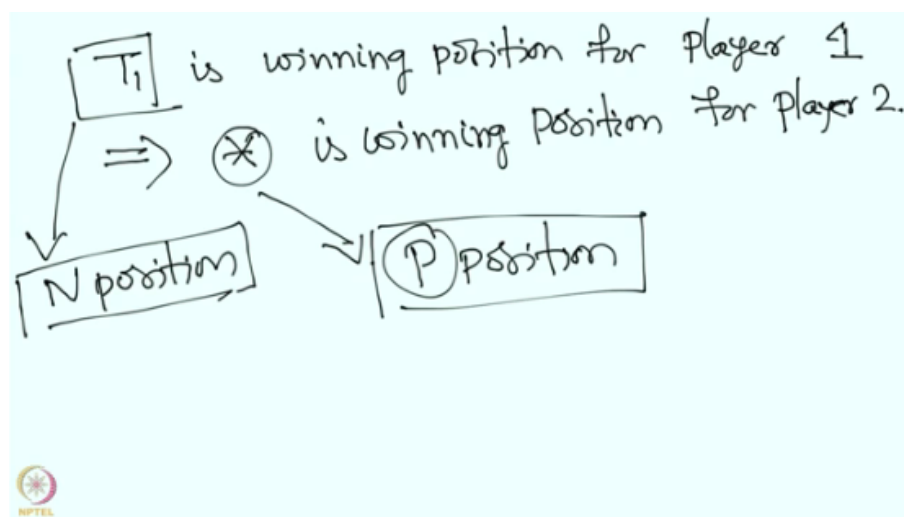 T₁ is winning position for player 1
⇒ * is winning position for player 2.
N position
P position
NPTEL